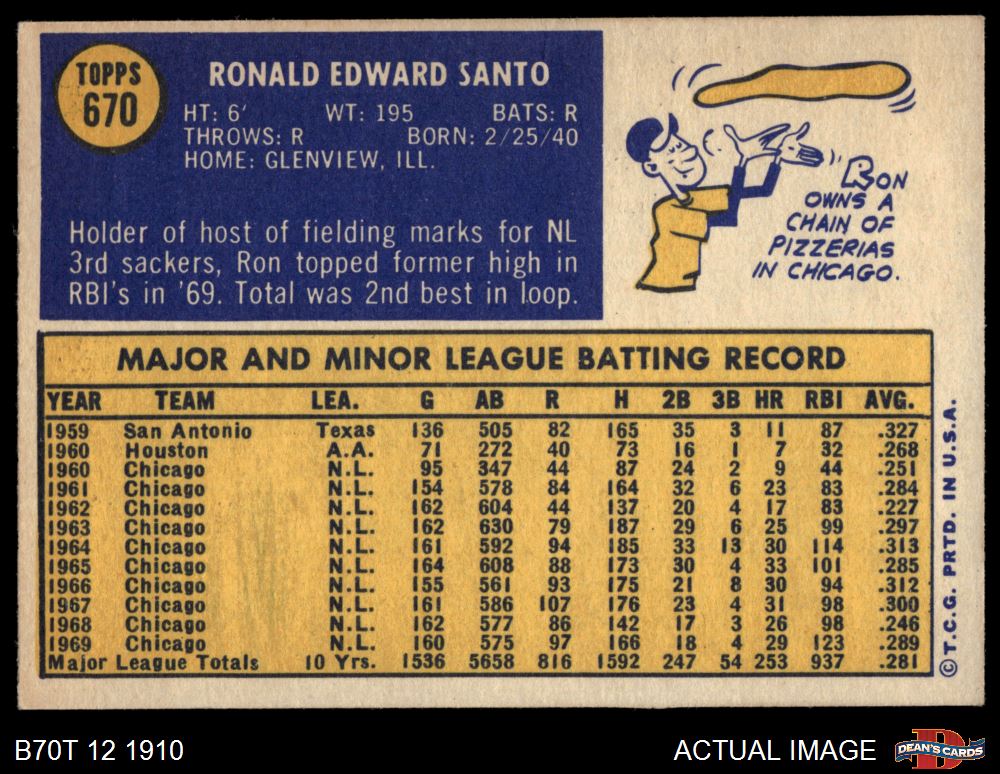 TOPPS
670
RONALD EDWARD SANTO
HT: 6' WT: 195 BATS: R
THROWS: R BORN: 2/25/40
HOME: GLENVIEW, ILL.
Holder of host of fielding marks for NL
3rd sackers, Ron topped former high in
RBI's in '69. Total was 2nd best in loop.
RON
OWNS A
CHAIN OF
PIZZERIAS
IN CHICAGO.
MAJOR AND MINOR LEAGUE BATTING RECORD
YEAR TEAM LEA. G AB R H 2B 3B HR RBI AVG.
1959 San Antonio Texas 136 505 82 165 35 3 11 87 .327
1960 Houston A.A. 71 272 40 73 16 1 7 32 .268
1960 Chicago N.L. 95 347 44 87 24 2 9 44 .251
1961 Chicago N.L. 154 578 84 164 32 6 23 83 .284
1962 Chicago N.L. 162 604 44 137 20 4 17 83 .227
1963 Chicago N.L. 162 630 79 187 29 6 25 99 .297
1964 Chicago N.L. 161 592 94 185 33 13 30 114 .313
1965 Chicago N.L. 164 608 88 173 30 4 33 101 .285
1966 Chicago N.L. 155 561 93 175 21 8 30 94 .312
1967 Chicago N.L. 161 586 107 176 23 4 31 98 .300
1968 Chicago N.L. 162 577 86 142 17 3 26 98 .246
1969 Chicago N.L. 160 575 97 166 18 4 29 123 .289
Major League Totals 10 Yrs. 1536 5658 816 1592 247 54 253 937 .281
© T.C.G. PRTD. IN U.S.A.
B70T 12 1910
ACTUAL IMAGE
DEAN'S CARDS